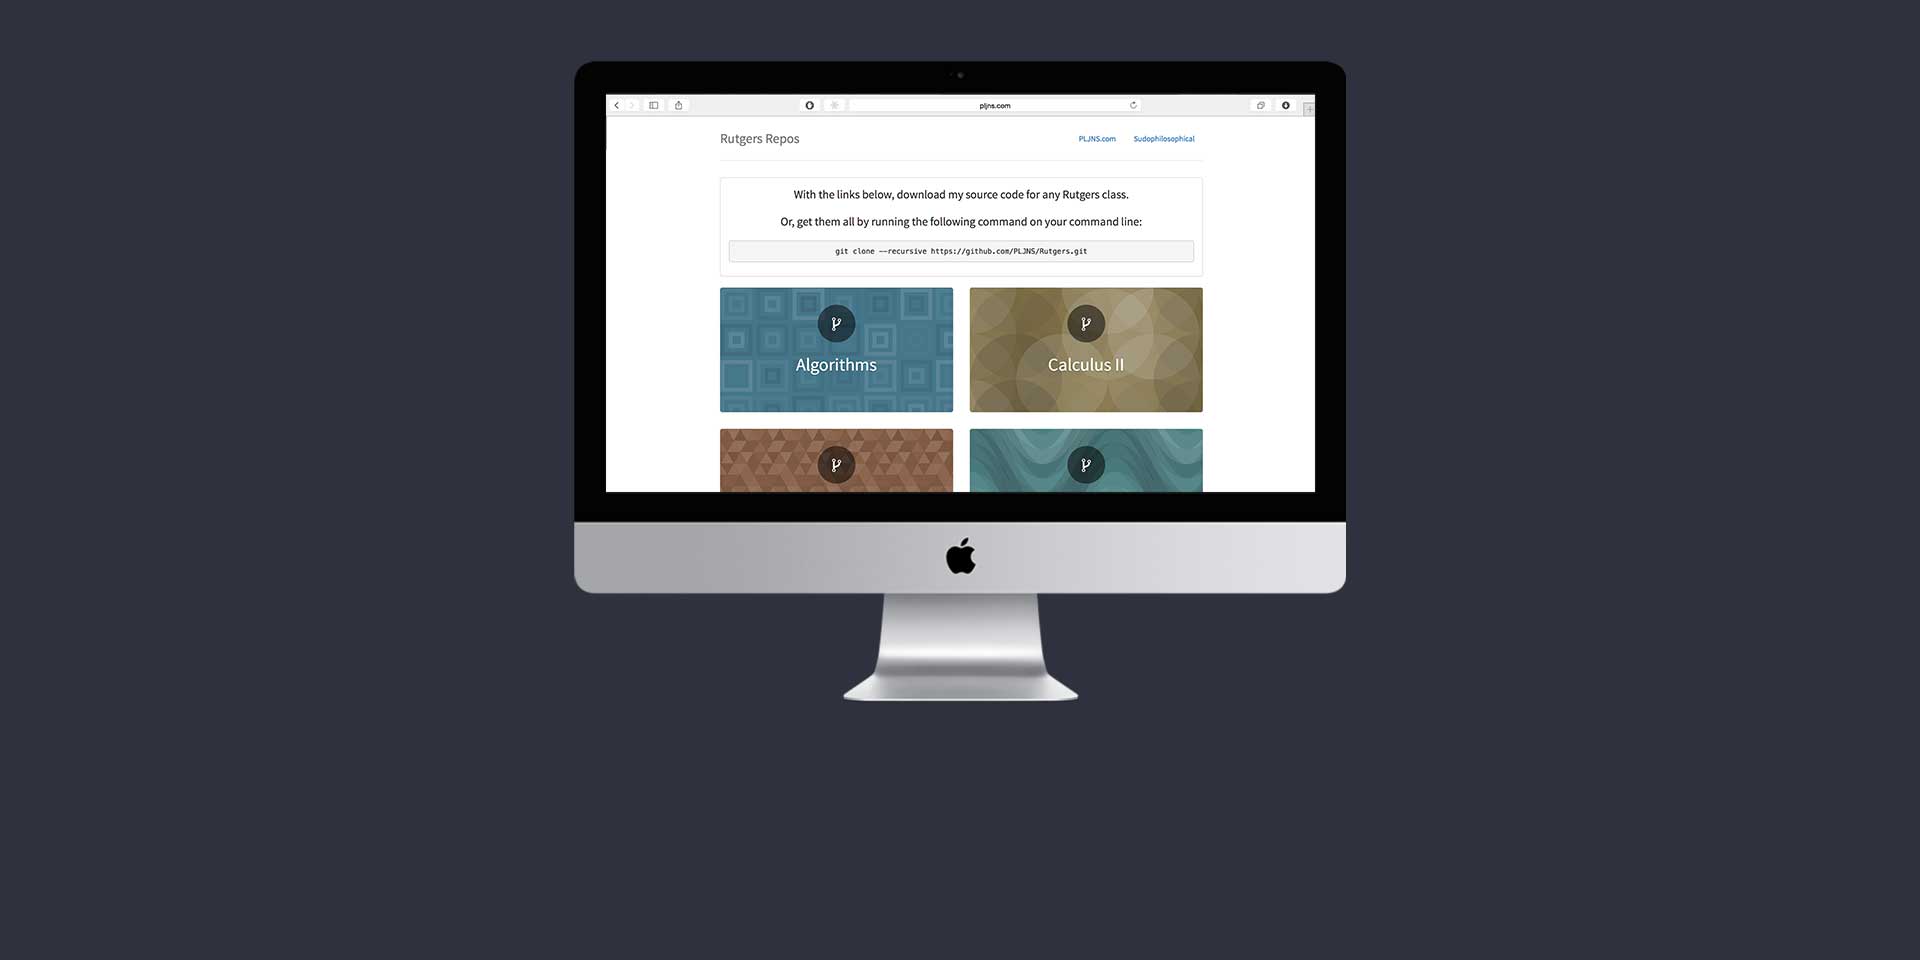 pljns.com
Rutgers Repos
PLJNS.com
Sudophilosophical
With the links below, download my source code for any Rutgers class.
Or, get them all by running the following command on your command line:
git clone --recursive https://github.com/PLJNS/Rutgers.git
Algorithms
Calculus II